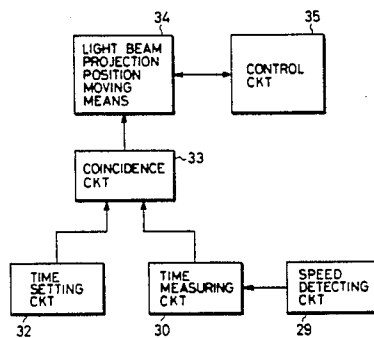 34
LIGHT BEAM
PROJECTION
POSITION
MOVING
MEANS
35
CONTROL
CKT
33
COINCIDENCE
CKT
TIME
SETTING
CKT
32
TIME
MEASURING
CKT
30
SPEED
DETECTING
CKT
29